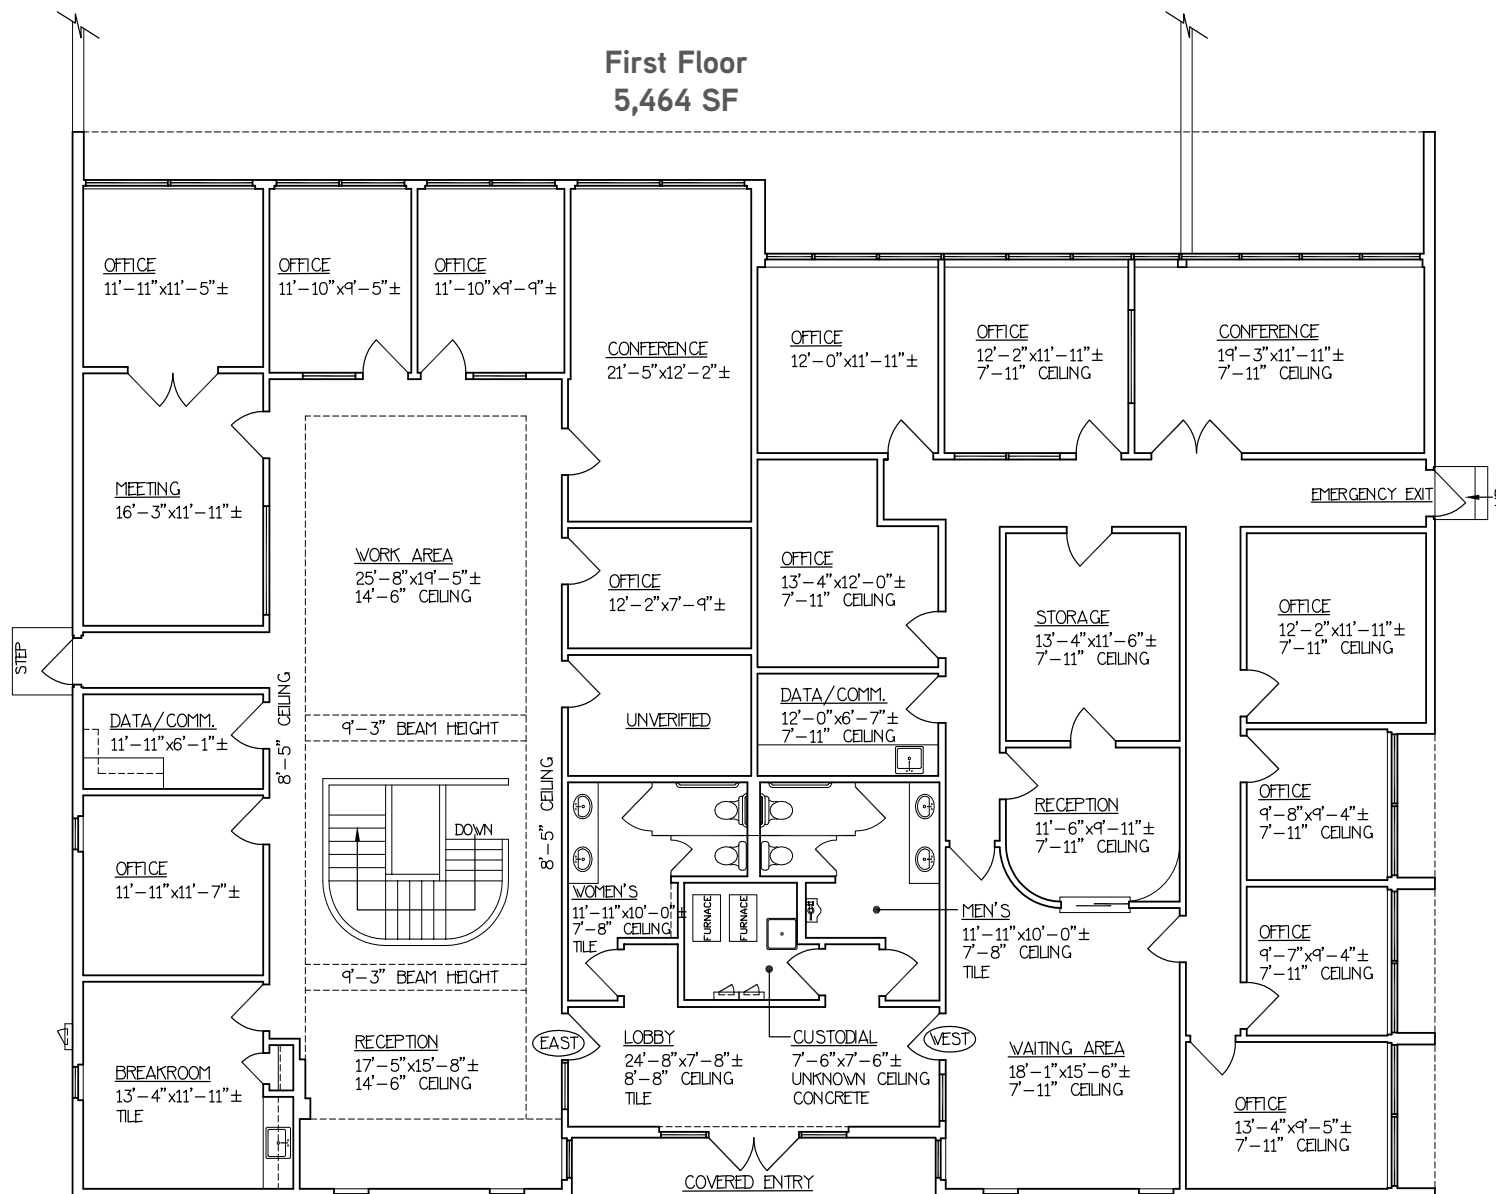 First Floor
5,464 SF
OFFICE
11'-11"x11'-5"±
OFFICE
11'-10"x9'-5"±
OFFICE
11'-10"x9'-9"±
CONFERENCE
21'-5"x12'-2"±
OFFICE
12'-0"x11'-11"±
OFFICE
12'-2"x11'-11"±
7'-11" CEILING
CONFERENCE
19'-3"x11'-11"±
7'-11" CEILING
MEETING
16'-3"x11'-11"±
EMERGENCY EXIT
WORK AREA
25'-8"x19'-5"±
14'-6" CEILING
OFFICE
12'-2"x7'-9"±
OFFICE
13'-4"x12'-0"±
7'-11" CEILING
STORAGE
13'-4"x11'-6"±
7'-11" CEILING
OFFICE
12'-2"x11'-11"±
7'-11" CEILING
STEP
8'-5" CEILING
DATA/COMM.
11'-11"x6'-1"±
9'-3" BEAM HEIGHT
UNVERIFIED
DATA/COMM.
12'-0"x6'-7"±
7'-11" CEILING
8'-5" CEILING
DOWN
RECEPTION
11'-6"x9'-11"±
7'-11" CEILING
OFFICE
9'-8"x9'-4"±
7'-11" CEILING
OFFICE
11'-11"x11'-7"±
WOMEN'S
11'-11"x10'-0"±
7'-8" CEILING
TILE
FURNACE
FURNACE
MEN'S
11'-11"x10'-0"±
7'-8" CEILING
TILE
OFFICE
9'-7"x9'-4"±
7'-11" CEILING
9'-3" BEAM HEIGHT
BREAKROOM
13'-4"x11'-11"±
TILE
RECEPTION
17'-5"x15'-8"±
14'-6" CEILING
EAST
LOBBY
24'-8"x7'-8"±
8'-8" CEILING
TILE
CUSTODIAL
7'-6"x7'-6"±
UNKNOWN CEILING
CONCRETE
WEST
WAITING AREA
18'-1"x15'-6"±
7'-11" CEILING
OFFICE
13'-4"x9'-5"±
7'-11" CEILING
COVERED ENTRY